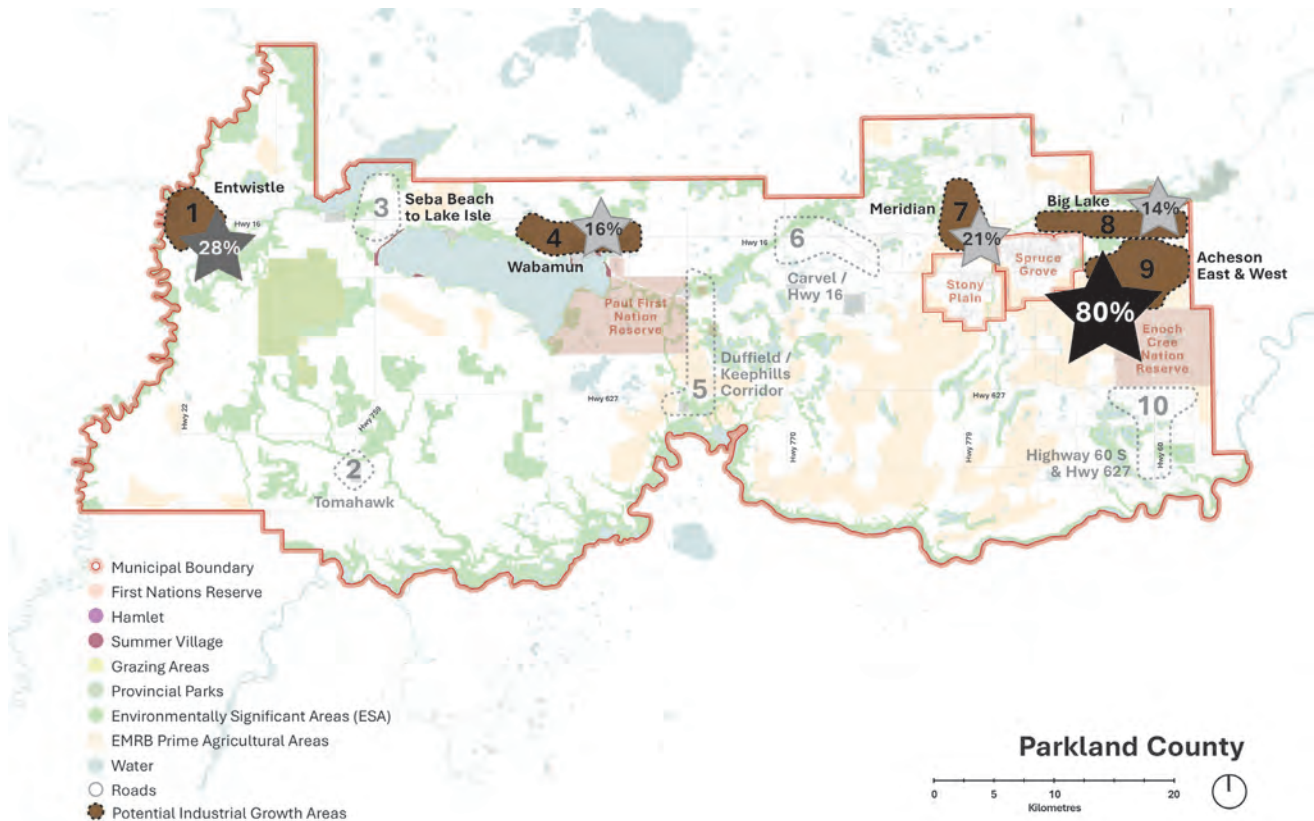 Entwistle
1
Hwy 16
28%
3
Seba Beach
to Lake Isle
4
16%
Wabamun
Paul First
Nation
Reserve
Hwy 16
6
Carvel /
Hwy 16
Meridian
7
21%
Big Lake
8
14%
Spruce
Grove
Stony
Plain
9
Acheson
East & West
80%
Enoch
Cree
Nation
Reserve
5
Duffield /
Keephills
Corridor
Hwy 22
Hwy 759
Hwy 627
Hwy 770
Hwy 779
Hwy 627
10
Highway 60 S
& Hwy 627
Hwy 60
2
Tomahawk
Municipal Boundary
First Nations Reserve
Hamlet
Summer Village
Grazing Areas
Provincial Parks
Environmentally Significant Areas (ESA)
EMRB Prime Agricultural Areas
Water
Roads
Potential Industrial Growth Areas
Parkland County
0 5 10 20
Kilometres